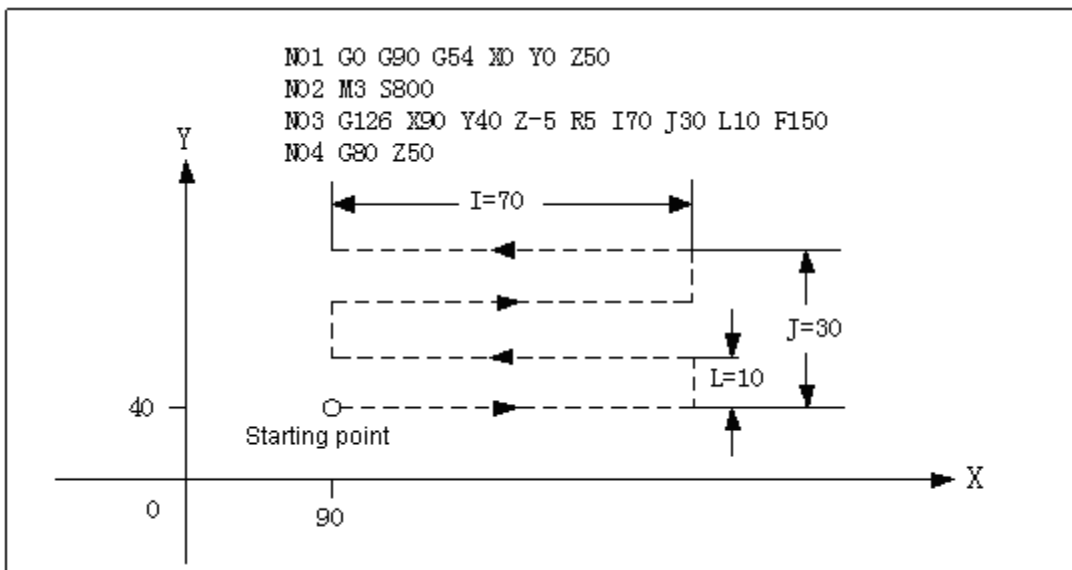 N01 G0 G90 G54 X0 Y0 Z50
N02 M3 S800
N03 G126 X90 Y40 Z-5 R5 I70 J30 L10 F150
N04 G80 Z50
Y
I=70
J=30
L=10
40
Starting point
X
0
90